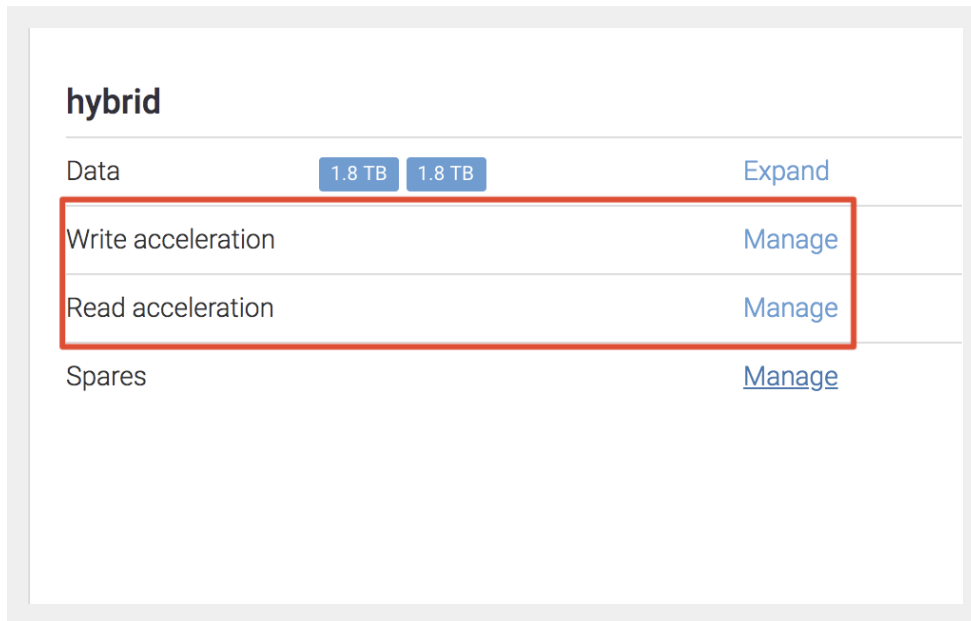 hybrid
Data 1.8 TB 1.8 TB Expand
Write acceleration Manage
Read acceleration Manage
Spares Manage